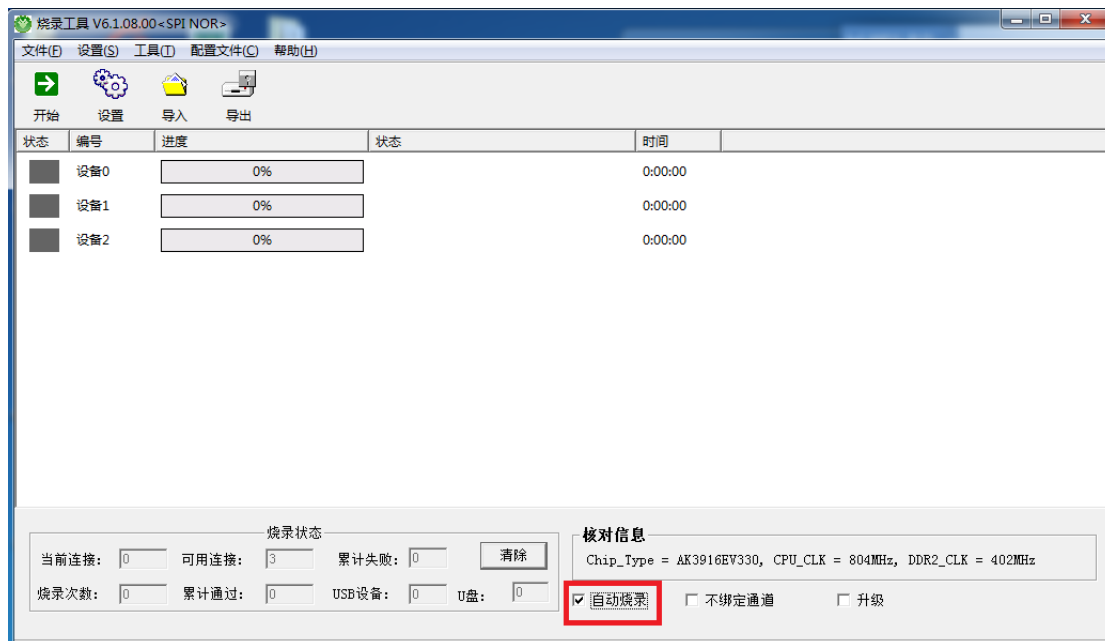 烧录工具 V6.1.08.00<SPI NOR>
文件(F) 设置(S) 工具(T) 配置文件(C) 帮助(H)
开始 设置 导入 导出
状态 编号 进度 状态 时间
设备0 0% 0:00:00
设备1 0% 0:00:00
设备2 0% 0:00:00
烧录状态
当前连接： 0 可用连接： 3 累计失败： 0 清除
烧录次数： 0 累计通过： 0 USB设备： 0 U盘： 0
核对信息
Chip_Type = AK3916EV330, CPU_CLK = 804MHz, DDR2_CLK = 402MHz
自动烧录 不绑定通道 升级